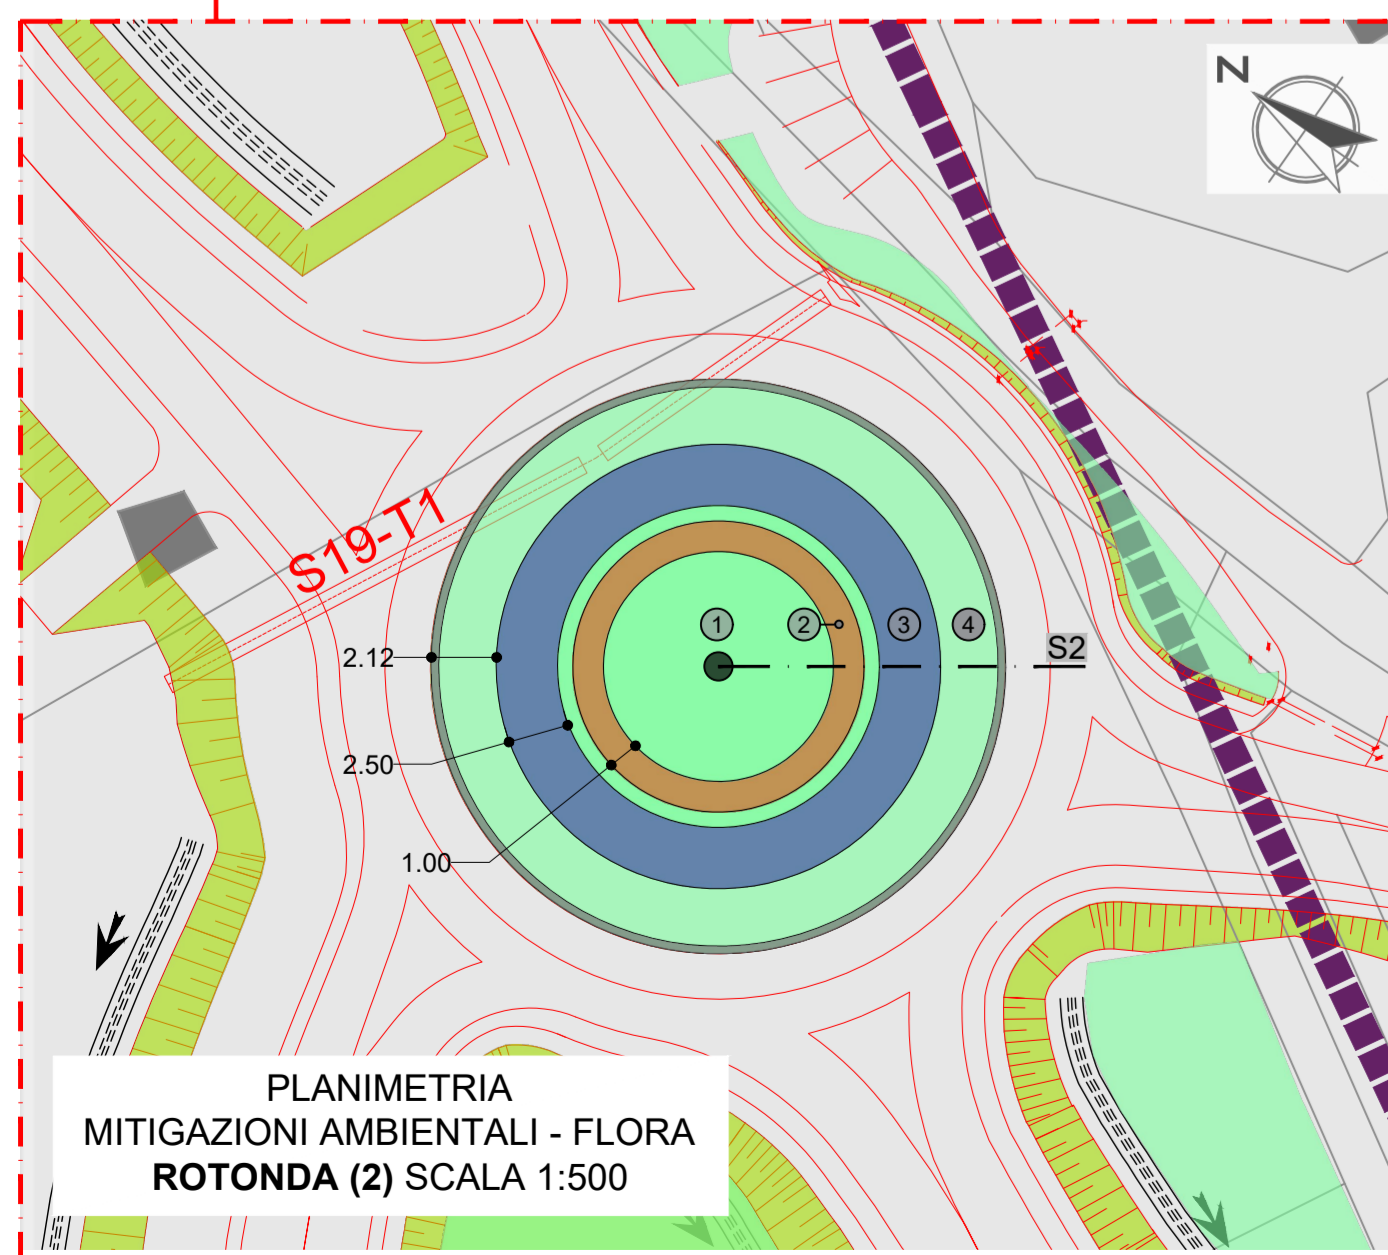 N
S19-T1
1
2
3
4
S2
2.12
2.50
1.00
PLANIMETRIA
MITIGAZIONI AMBIENTALI - FLORA
ROTONDA (2) SCALA 1:500